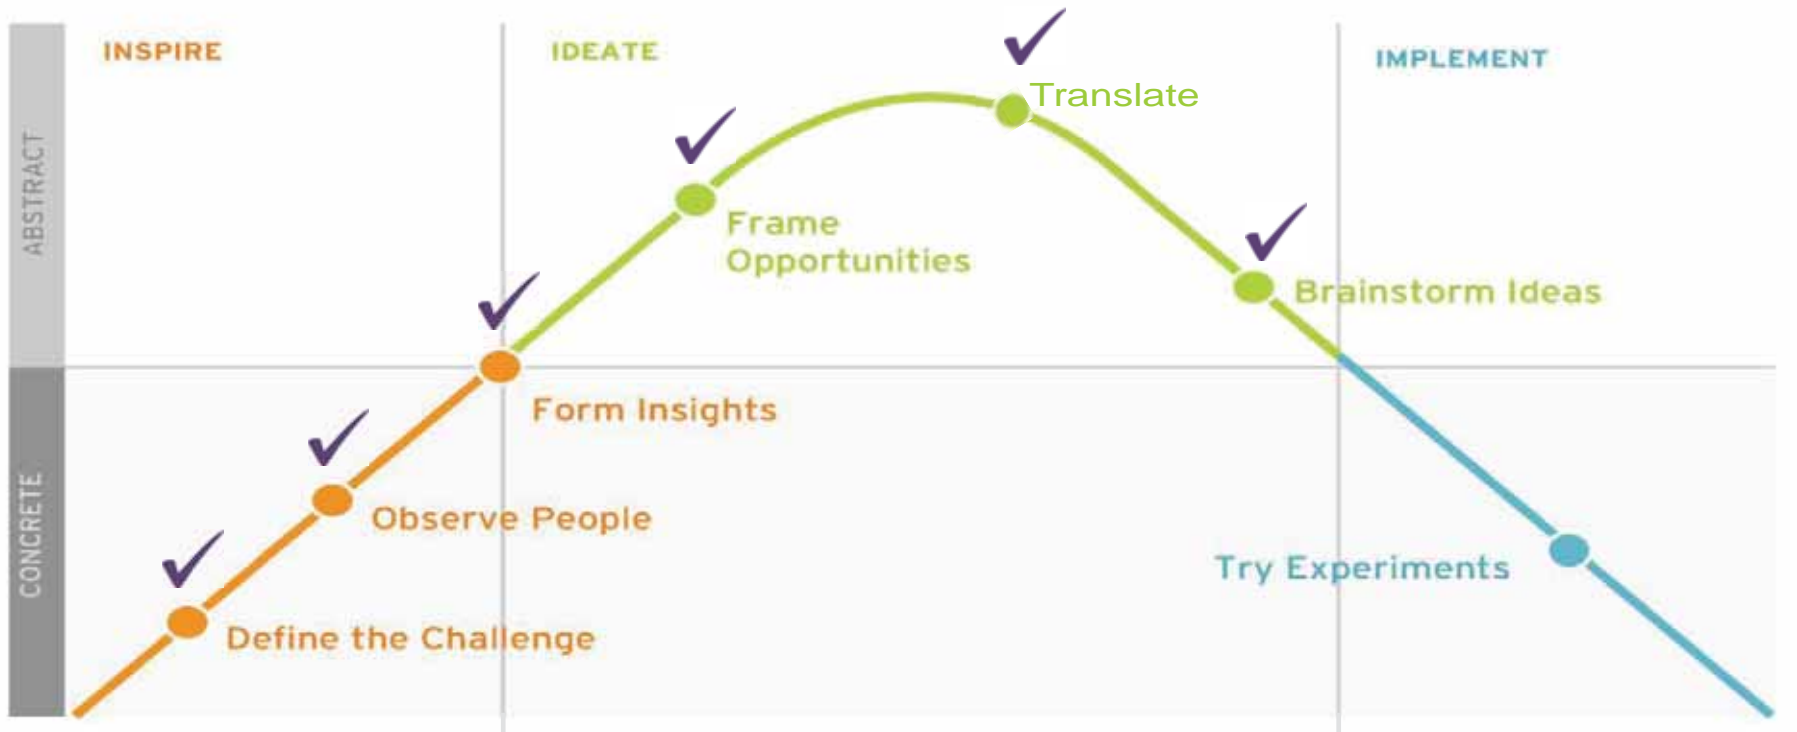 INSPIRE
IDEATE
IMPLEMENT
Translate
ABSTRACT
Frame
Opportunities
Brainstorm Ideas
Form Insights
Observe People
CONCRETE
Try Experiments
Define the Challenge